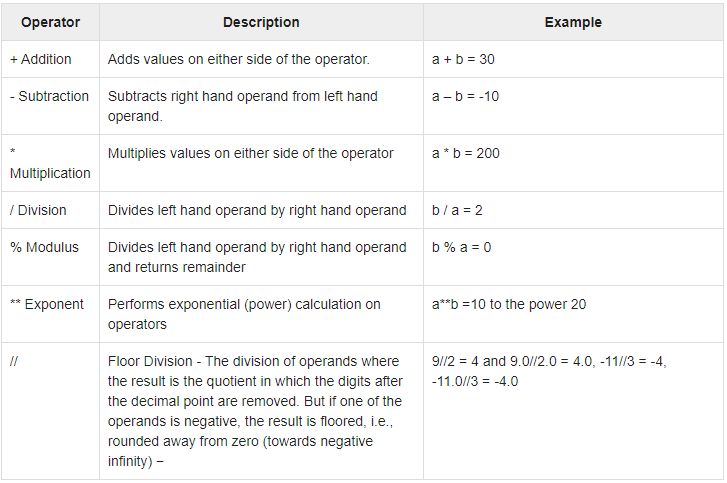 Operator Description Example
+ Addition Adds values on either side of the operator. a + b = 30
- Subtraction Subtracts right hand operand from left hand a – b = -10
operand.
* Multiplies values on either side of the operator a * b = 200
Multiplication
/ Division Divides left hand operand by right hand operand b / a = 2
% Modulus Divides left hand operand by right hand operand b % a = 0
and returns remainder
** Exponent Performs exponential (power) calculation on a**b =10 to the power 20
operators
// Floor Division - The division of operands where 9//2 = 4 and 9.0//2.0 = 4.0, -11//3 = -4,
the result is the quotient in which the digits after -11.0//3 = -4.0
the decimal point are removed. But if one of the
operands is negative, the result is floored, i.e.,
rounded away from zero (towards negative
infinity) –